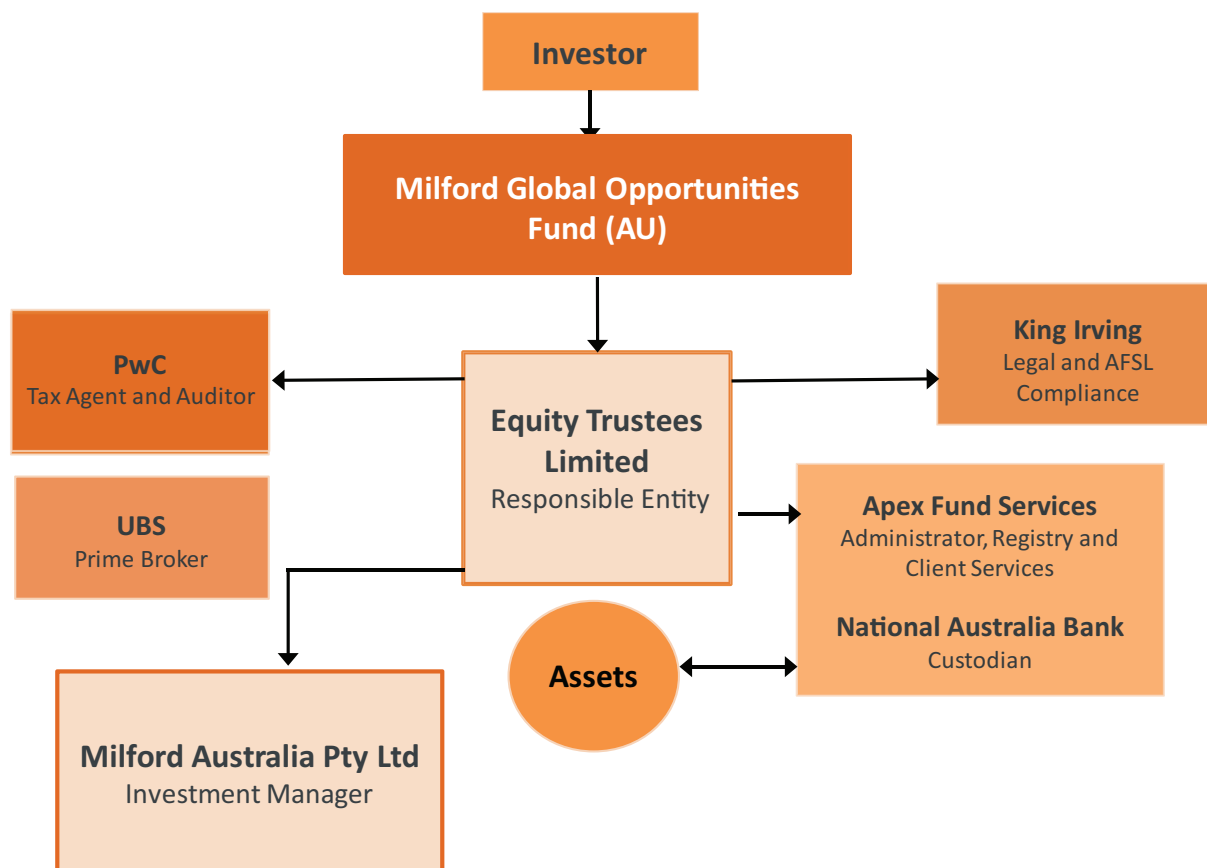 Investor
Milford Global Opportunities
Fund (AU)
PwC
Tax Agent and Auditor
King Irving
Legal and AFSL
Compliance
Equity Trustees
Limited
Responsible Entity
UBS
Prime Broker
Apex Fund Services
Administrator, Registry and
Client Services
National Australia Bank
Custodian
Assets
Milford Australia Pty Ltd
Investment Manager